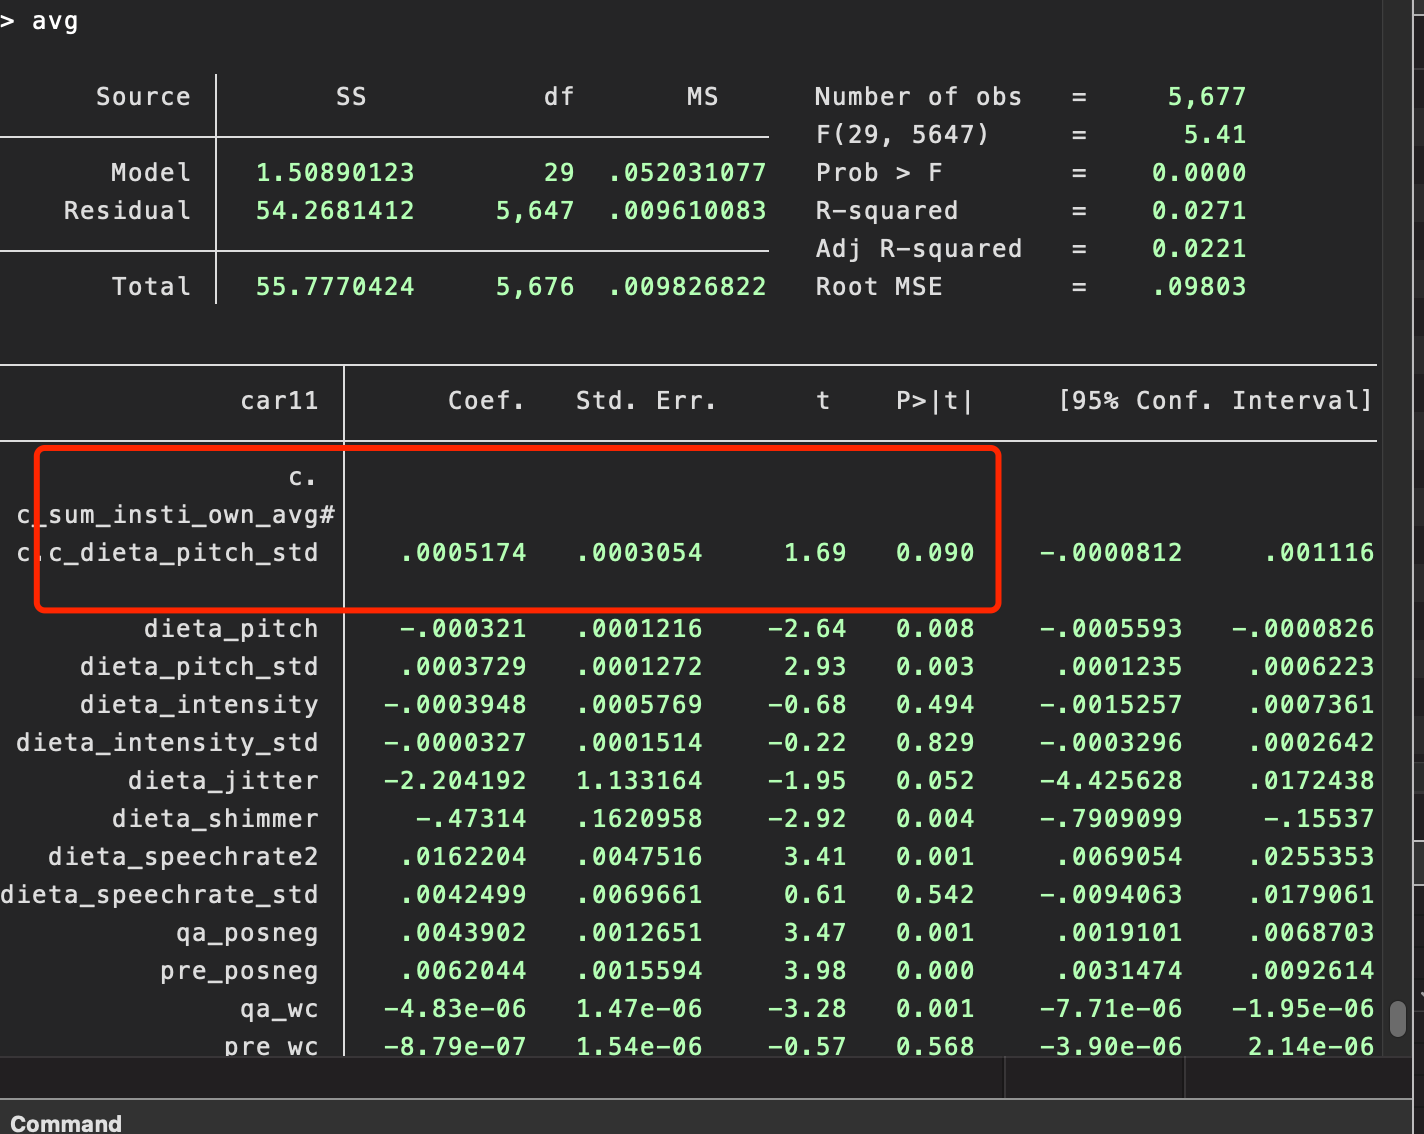 > avg
Source SS df MS Number of obs = 5,677
F(29, 5647) = 5.41
Model 1.50890123 29 .052031077 Prob > F = 0.0000
Residual 54.2681412 5,647 .009610083 R-squared = 0.0271
Adj R-squared = 0.0221
Total 55.7770424 5,676 .009826822 Root MSE = .09803
car11 Coef. Std. Err. t P>|t| [95% Conf. Interval]
c.
c_sum_insti_own_avg#
c.c_dieta_pitch_std .0005174 .0003054 1.69 0.090 -.0000812 .001116
dieta_pitch -.000321 .0001216 -2.64 0.008 -.0005593 -.0000826
dieta_pitch_std .0003729 .0001272 2.93 0.003 .0001235 .0006223
dieta_intensity -.0003948 .0005769 -0.68 0.494 -.0015257 .0007361
dieta_intensity_std -.0000327 .0001514 -0.22 0.829 -.0003296 .0002642
dieta_jitter -2.204192 1.133164 -1.95 0.052 -4.425628 .0172438
dieta_shimmer -.47314 .1620958 -2.92 0.004 -.7909099 -.15537
dieta_speechrate2 .0162204 .0047516 3.41 0.001 .0069054 .0255353
dieta_speechrate_std .0042499 .0069661 0.61 0.542 -.0094063 .0179061
qa_posneg .0043902 .0012651 3.47 0.001 .0019101 .0068703
pre_posneg .0062044 .0015594 3.98 0.000 .0031474 .0092614
qa_wc -4.83e-06 1.47e-06 -3.28 0.001 -7.71e-06 -1.95e-06
pre_wc -8.79e-07 1.54e-06 -0.57 0.568 -3.90e-06 2.14e-06
Command